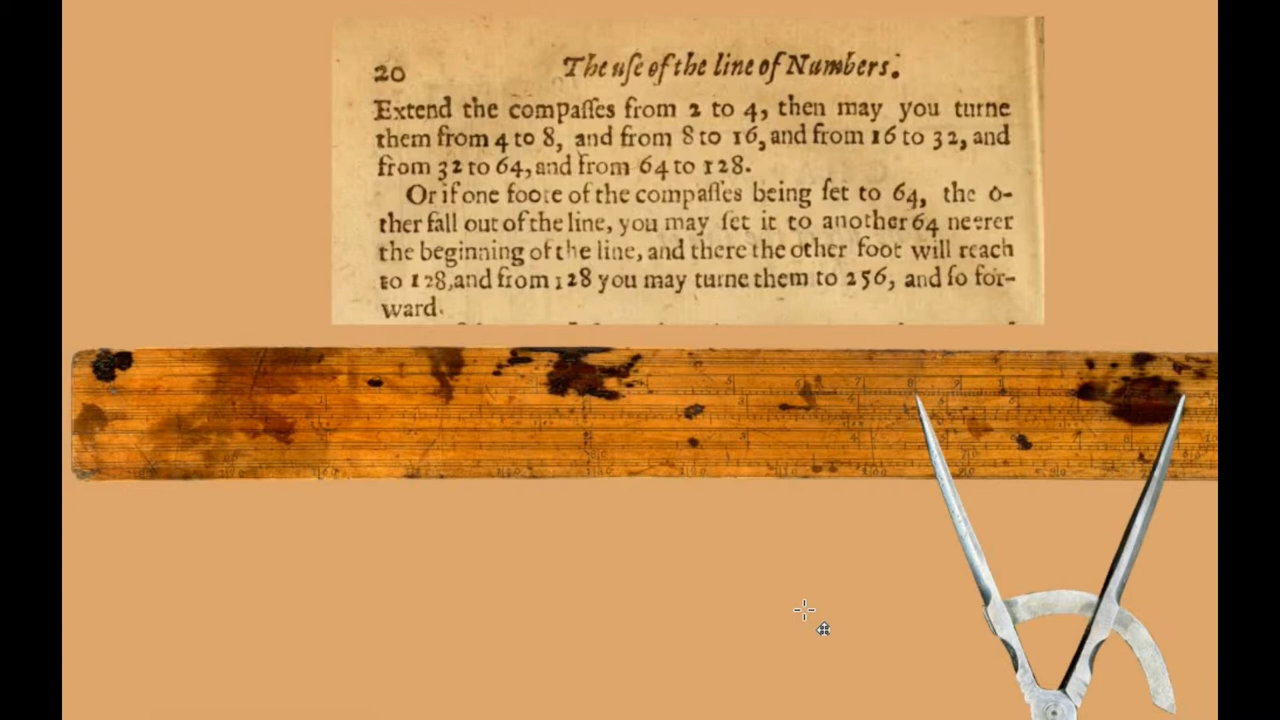 20 The uſe of the line of Numbers.
Extend the compaſſes from 2 to 4, then may you turne
them from 4 to 8, and from 8 to 16, and from 16 to 32, and
from 32 to 64, and from 64 to 128.
Or if one foote of the compaſſes being ſet to 64, the o-
ther fall out of the line, you may ſet it to another 64 neerer
the beginning of the line, and there the other foot will reach
to 128, and from 128 you may turne them to 256, and ſo for-
ward.